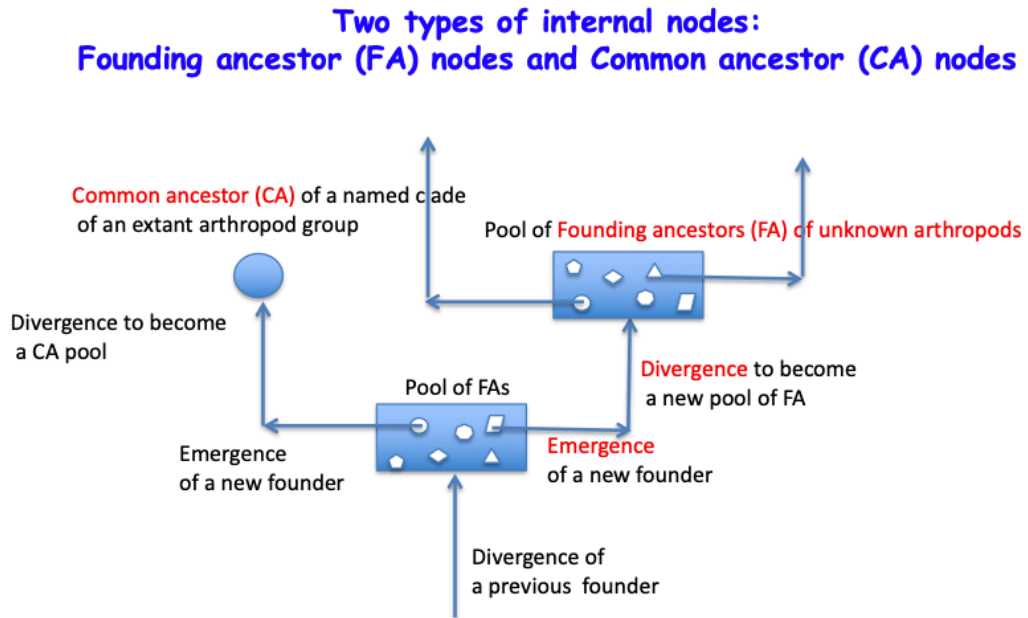 Two types of internal nodes:
Founding ancestor (FA) nodes and Common ancestor (CA) nodes
Common ancestor (CA) of a named clade
of an extant arthropod group
Pool of Founding ancestors (FA) of unknown arthropods
Divergence to become
a CA pool
Pool of FAs
Divergence to become
a new pool of FA
Emergence
of a new founder
Emergence
of a new founder
Divergence of
a previous founder